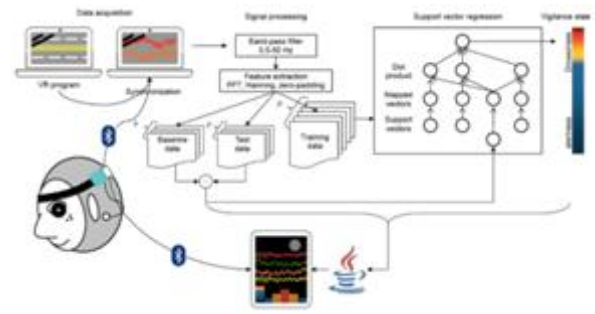 Data acquisition
Signal processing
Support vector regression
Vigilance state
Band-pass filter
0.5-50 Hz
Feature extraction
FFT, Hanning, zero-padding
VR program
Synchronization
Baseline
data
Test
data
Training
data
Dot
product
Mapped
vectors
Support
vectors